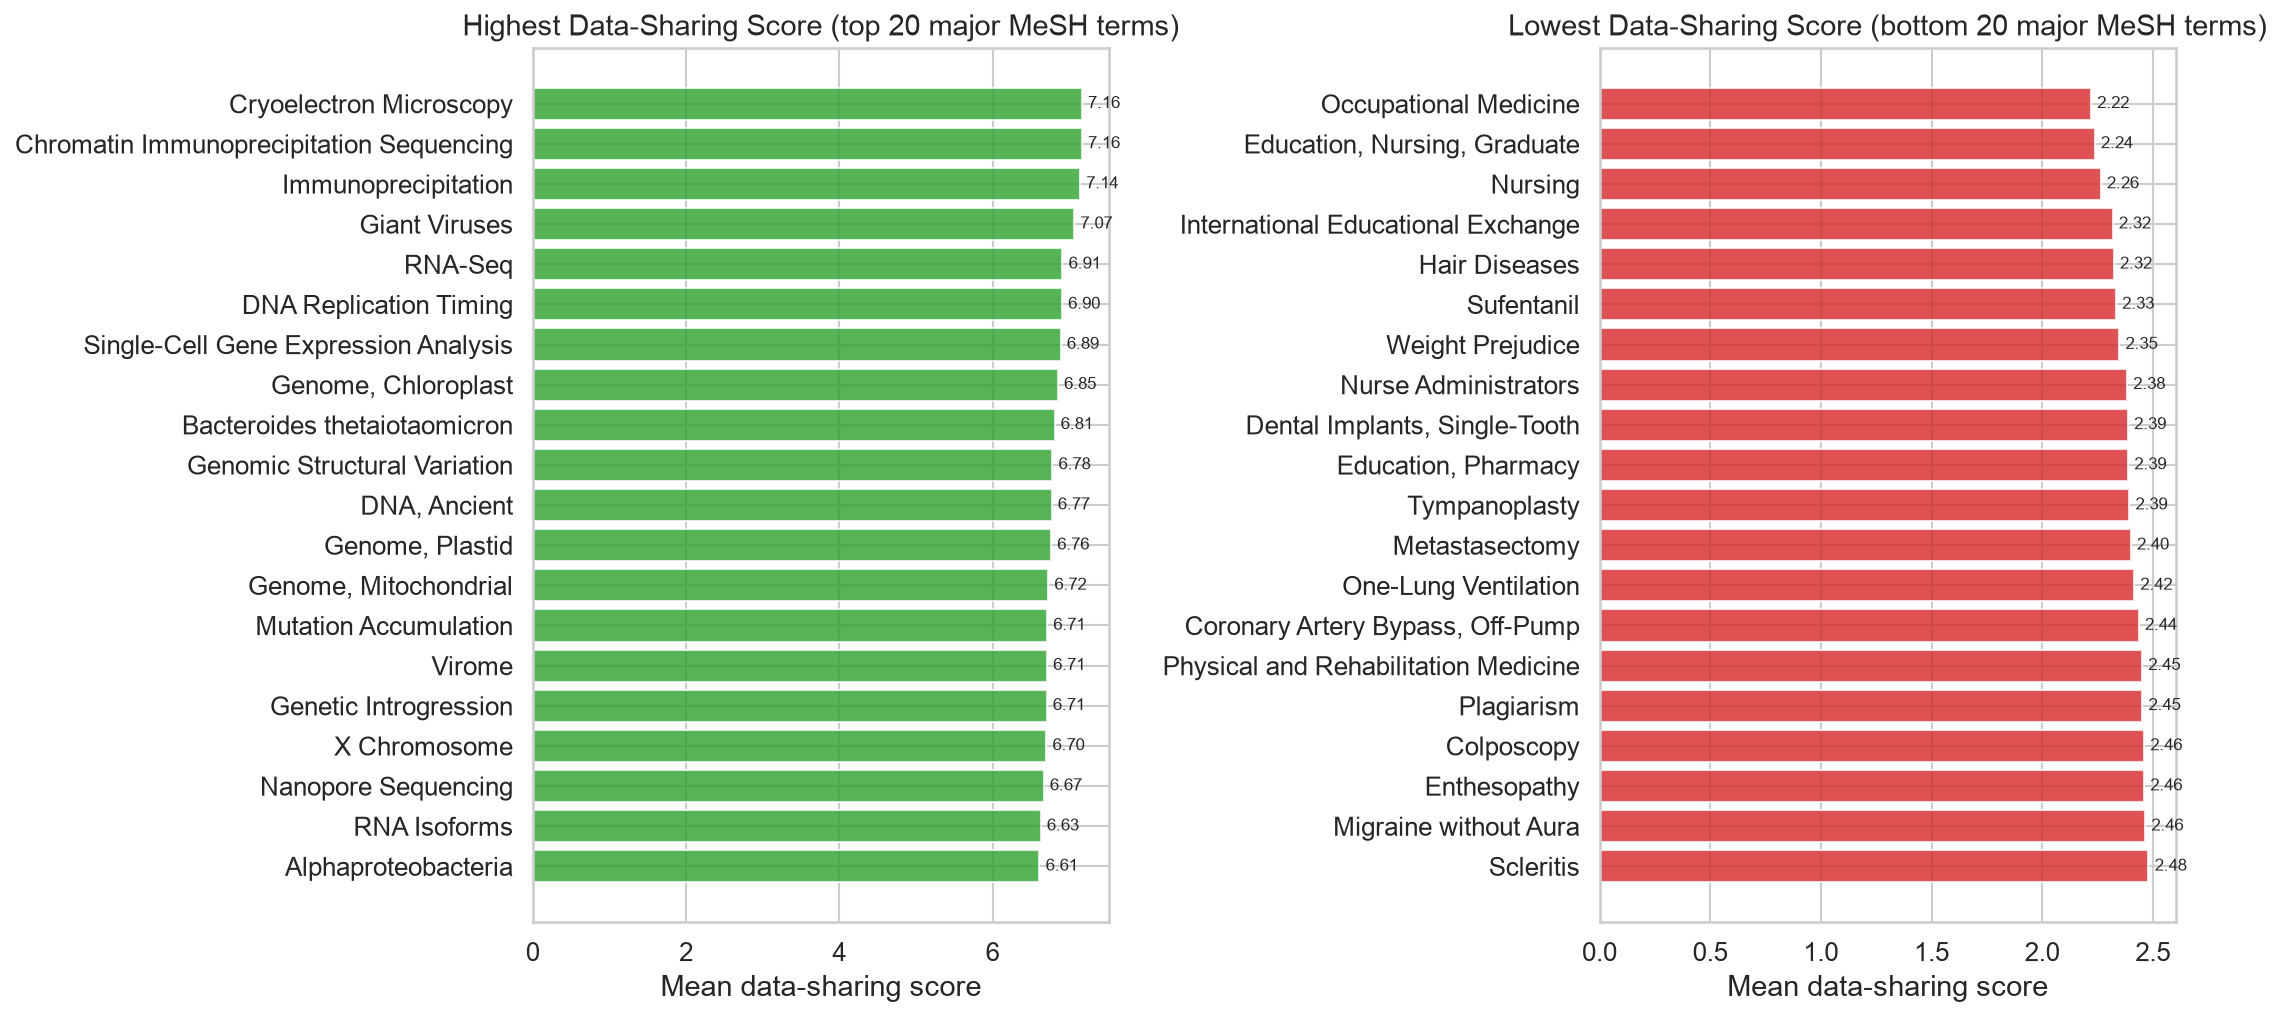 Highest Data-Sharing Score (top 20 major MeSH terms)
Cryoelectron Microscopy 7.16
Chromatin Immunoprecipitation Sequencing 7.16
Immunoprecipitation 7.14
Giant Viruses 7.07
RNA-Seq 6.91
DNA Replication Timing 6.90
Single-Cell Gene Expression Analysis 6.89
Genome, Chloroplast 6.85
Bacteroides thetaiotaomicron 6.81
Genomic Structural Variation 6.78
DNA, Ancient 6.77
Genome, Plastid 6.76
Genome, Mitochondrial 6.72
Mutation Accumulation 6.71
Virome 6.71
Genetic Introgression 6.71
X Chromosome 6.70
Nanopore Sequencing 6.67
RNA Isoforms 6.63
Alphaproteobacteria 6.61
0 2 4 6
Mean data-sharing score
Lowest Data-Sharing Score (bottom 20 major MeSH terms)
Occupational Medicine 2.22
Education, Nursing, Graduate 2.24
Nursing 2.26
International Educational Exchange 2.32
Hair Diseases 2.32
Sufentanil 2.33
Weight Prejudice 2.35
Nurse Administrators 2.38
Dental Implants, Single-Tooth 2.39
Education, Pharmacy 2.39
Tympanoplasty 2.39
Metastasectomy 2.40
One-Lung Ventilation 2.42
Coronary Artery Bypass, Off-Pump 2.44
Physical and Rehabilitation Medicine 2.45
Plagiarism 2.45
Colposcopy 2.46
Enthesopathy 2.46
Migraine without Aura 2.46
Scleritis 2.48
0.0 0.5 1.0 1.5 2.0 2.5
Mean data-sharing score